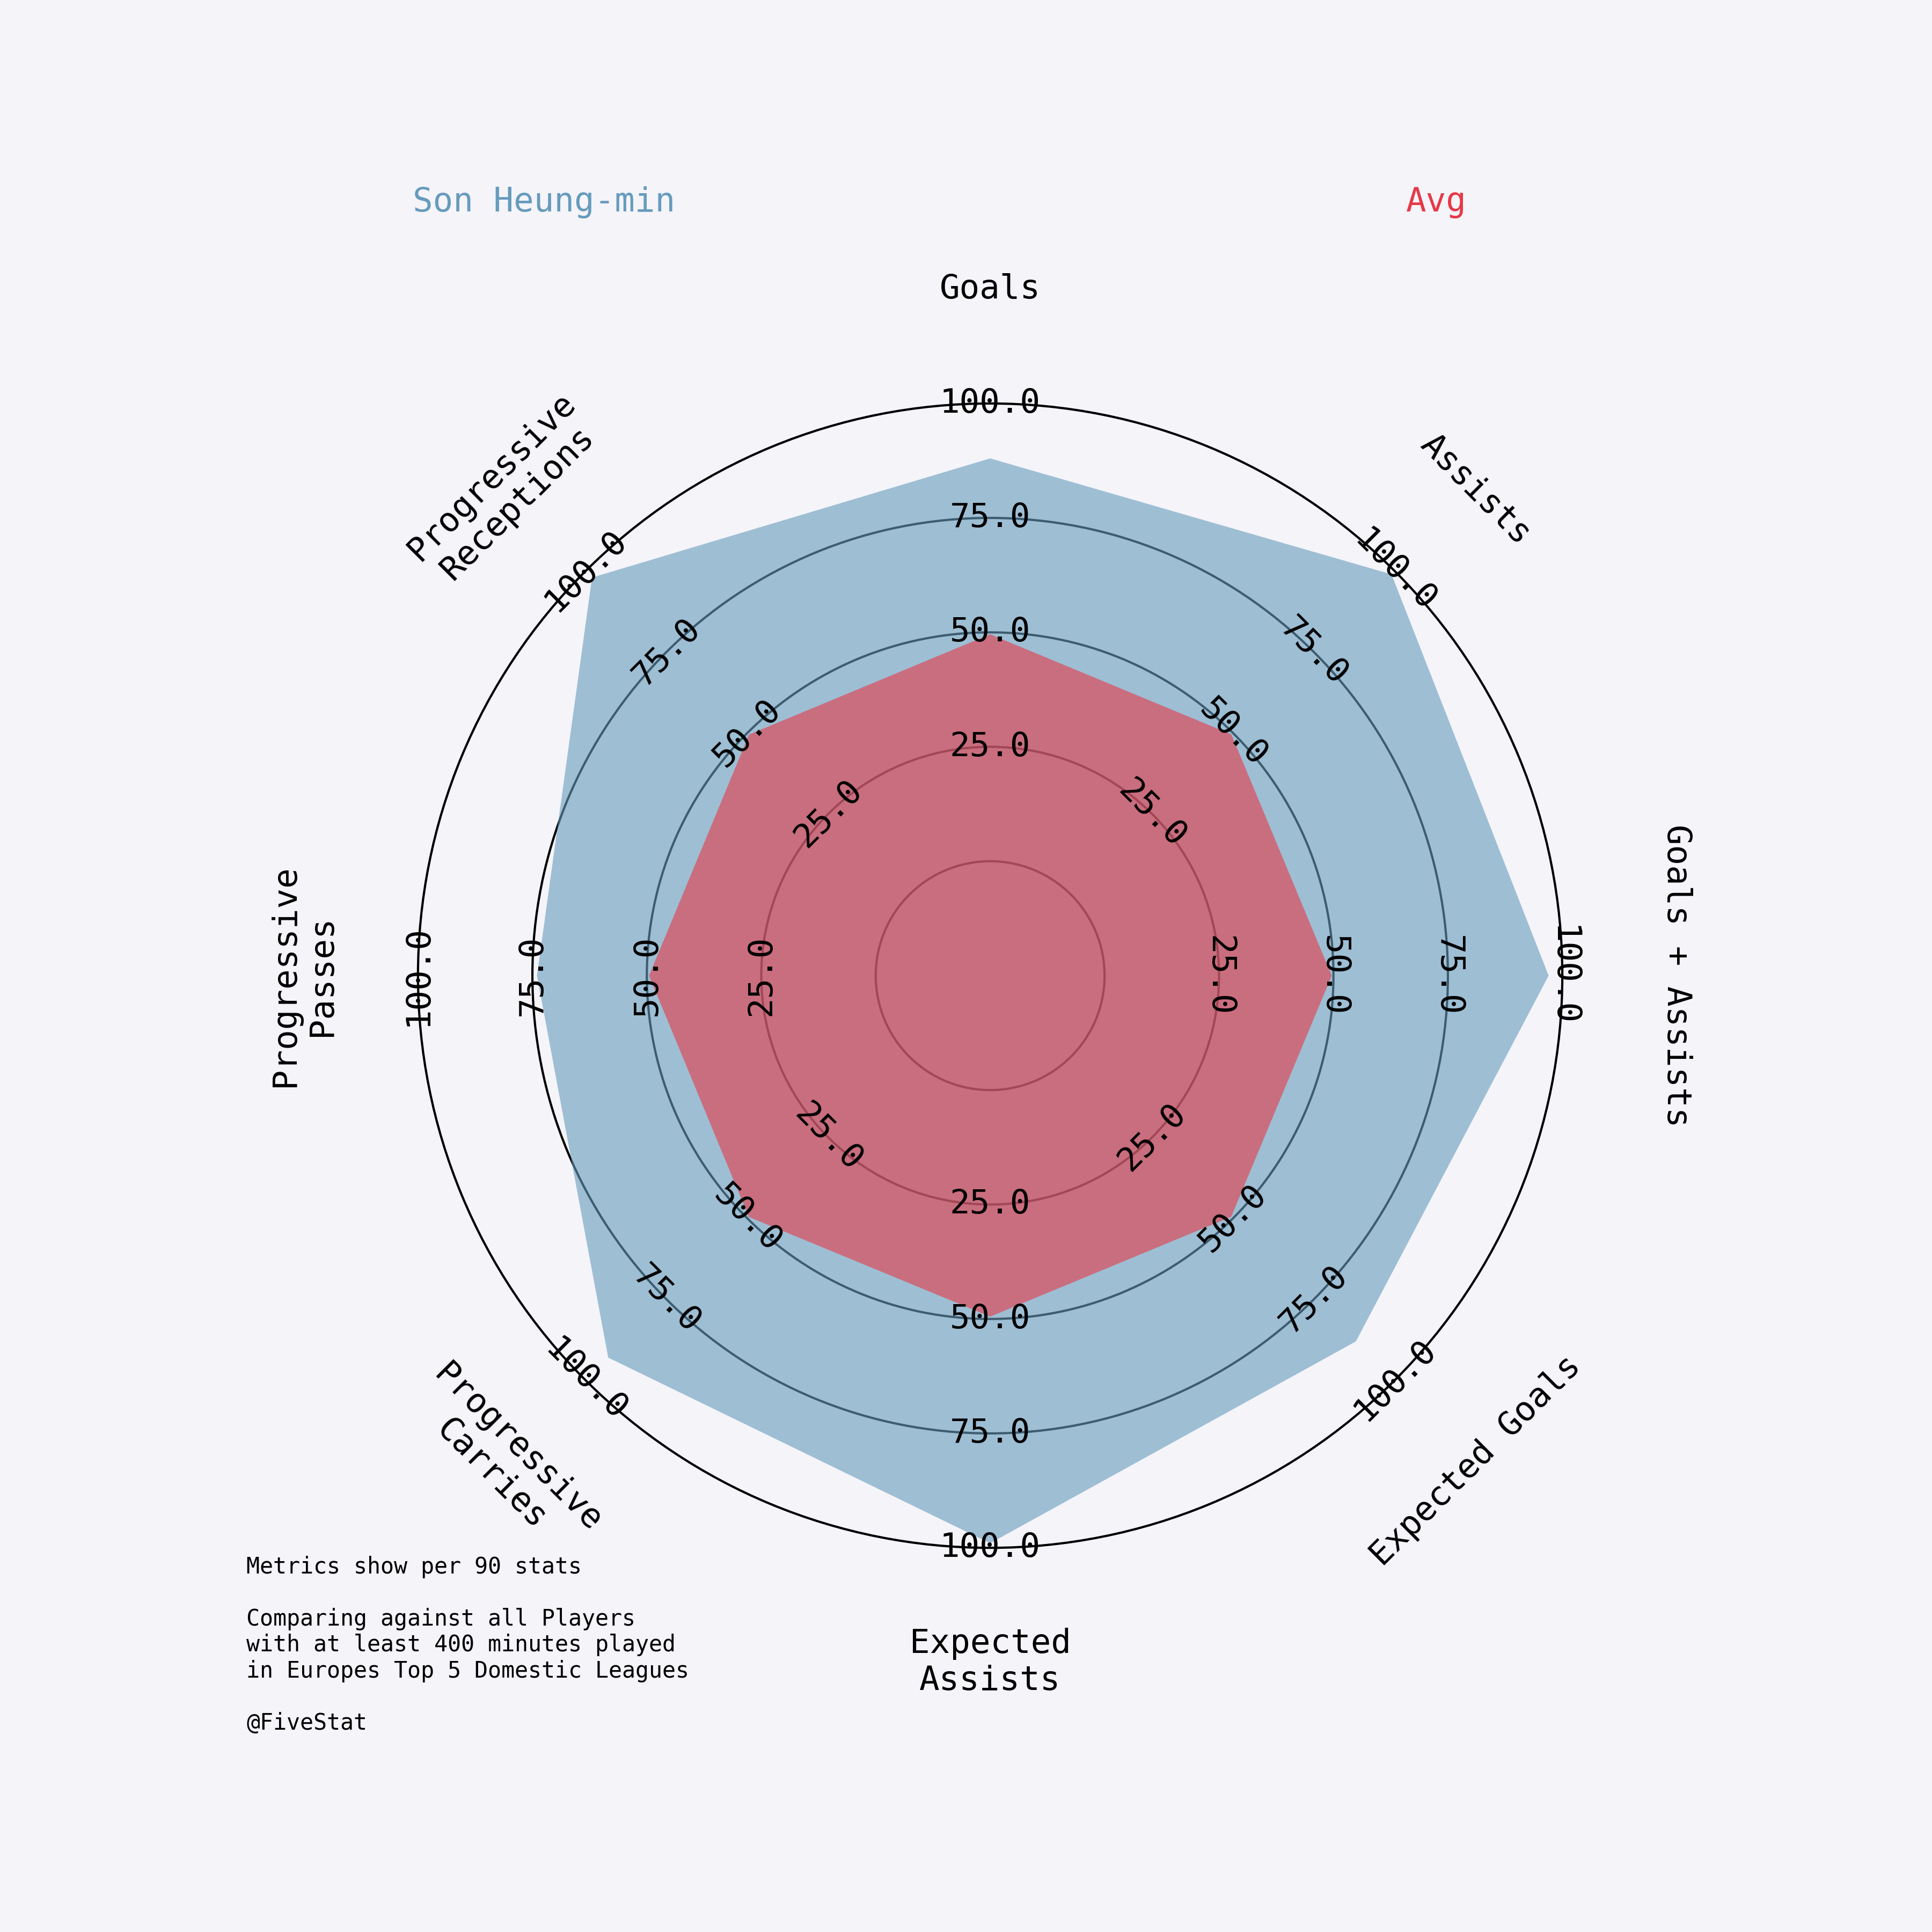 Son Heung-min
Avg
Goals
Assists
Goals + Assists
Expected Goals
Expected
Assists
Progressive
Carries
Progressive
Passes
Progressive
Receptions
100.0
75.0
50.0
25.0
100.0
75.0
50.0
25.0
100.0
75.0
50.0
25.0
100.0
75.0
50.0
25.0
100.0
75.0
50.0
25.0
100.0
75.0
50.0
25.0
100.0
75.0
50.0
25.0
100.0
75.0
50.0
25.0
Metrics show per 90 stats
Comparing against all Players
with at least 400 minutes played
in Europes Top 5 Domestic Leagues
@FiveStat